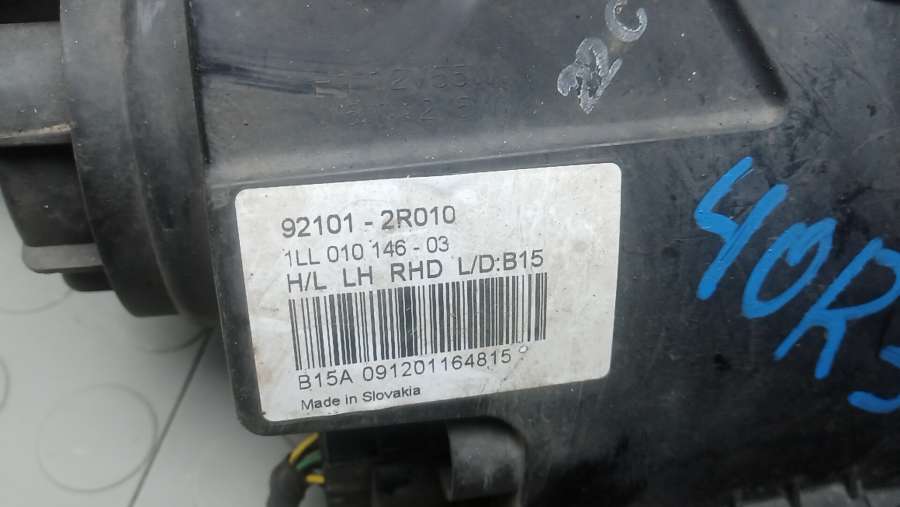 92101 - 2R010
1LL 010 146 - 03
H/L LH RHD L/D:B15
B15A 091201164815
Made in Slovakia